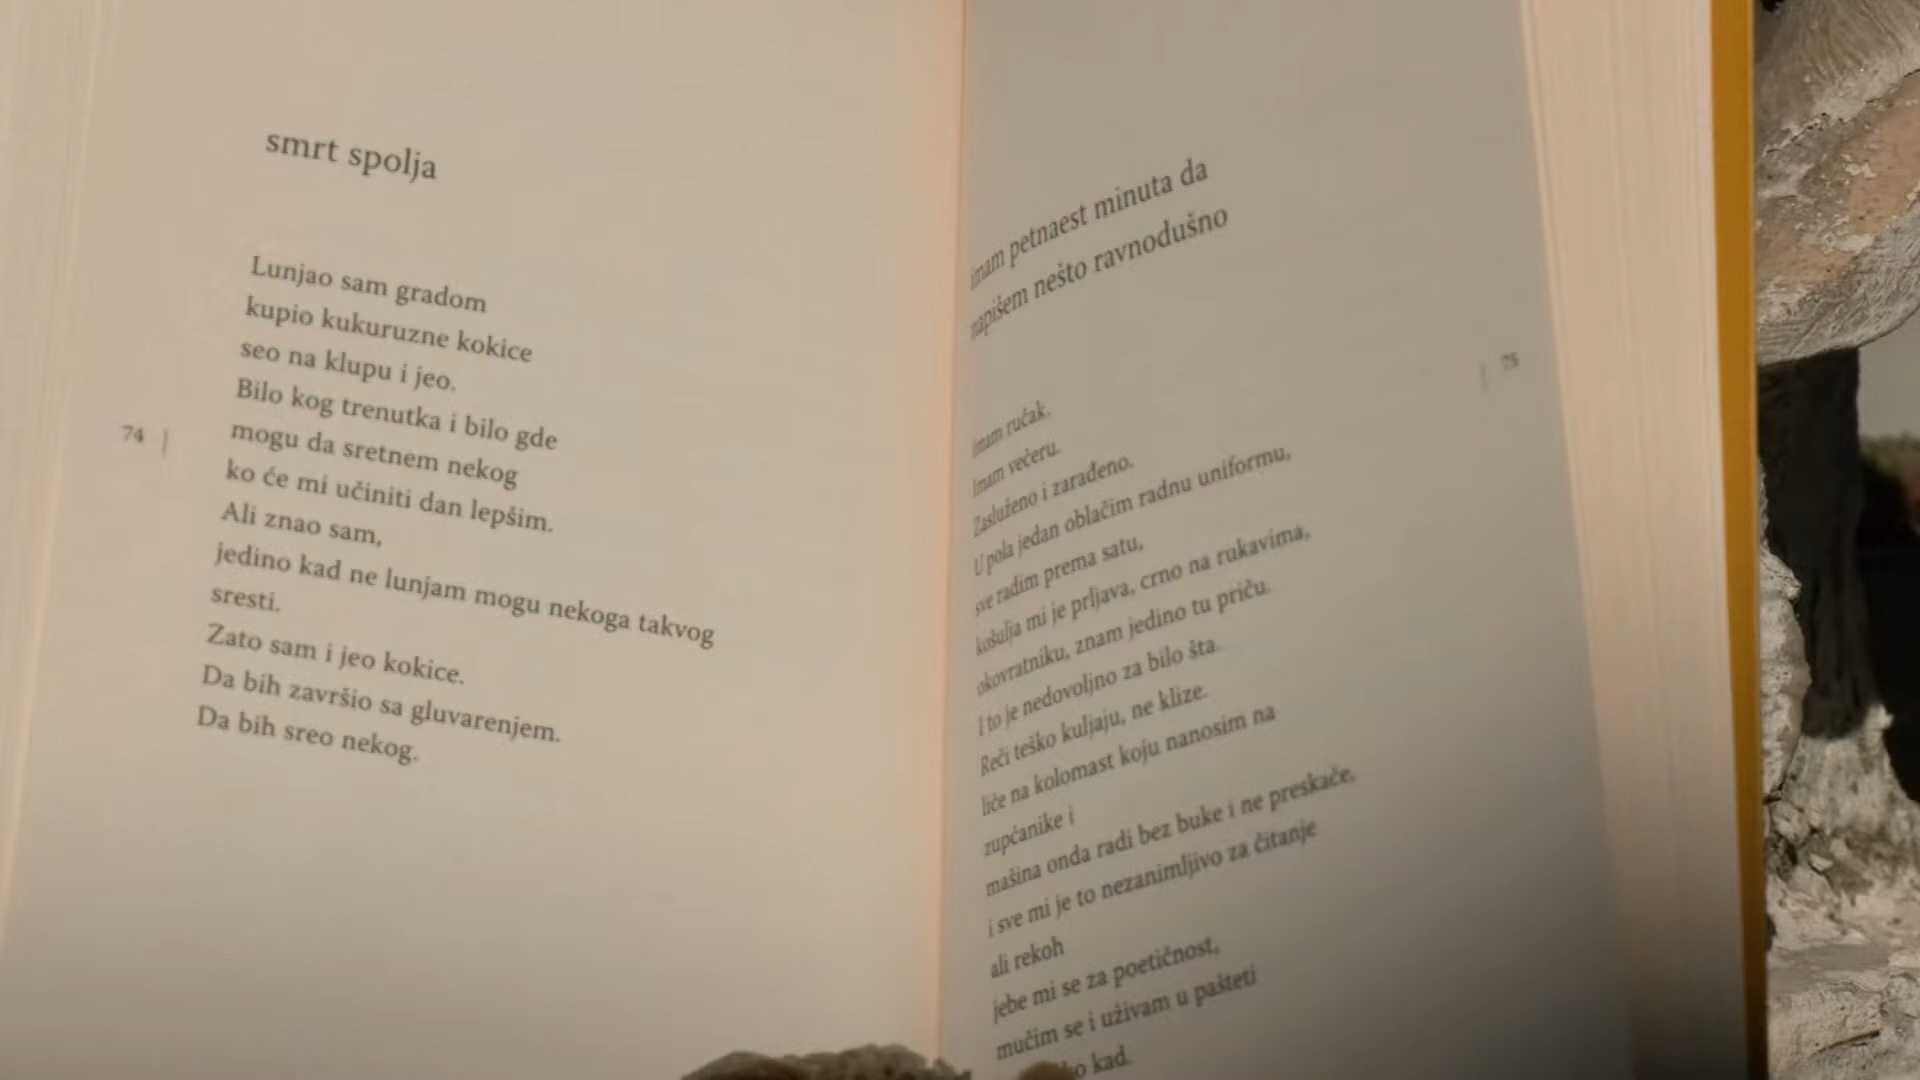 smrt spolja
Lunjao sam gradom
kupio kukuruzne kokice
seo na klupu i jeo.
Bilo kog trenutka i bilo gde
mogu da sretnem nekog
ko će mi učiniti dan lepšim.
Ali znao sam,
jedino kad ne lunjam mogu nekoga takvog
sresti.
Zato sam i jeo kokice.
Da bih završio sa gluvarenjem.
Da bih sreo nekog.
74 |
imam petnaest minuta da
napišem nešto ravnodušno
Imam ručak.
Imam večeru.
Zasluženo i zarađeno.
U pola jedan oblačim radnu uniformu,
sve radim prema satu,
košulja mi je prljava, crno na rukavima,
okovratniku, znam jedino tu priču.
I to je nedovoljno za bilo šta.
Reči teško kuljaju, ne klize.
liče na kolomast koju nanosim na
zupčanike i
mašina onda radi bez buke i ne preskače,
i sve mi je to nezanimljivo za čitanje
ali rekoh
jebe mi se za poetičnost,
mučim se i uživam u pašteti
kad.
| 75